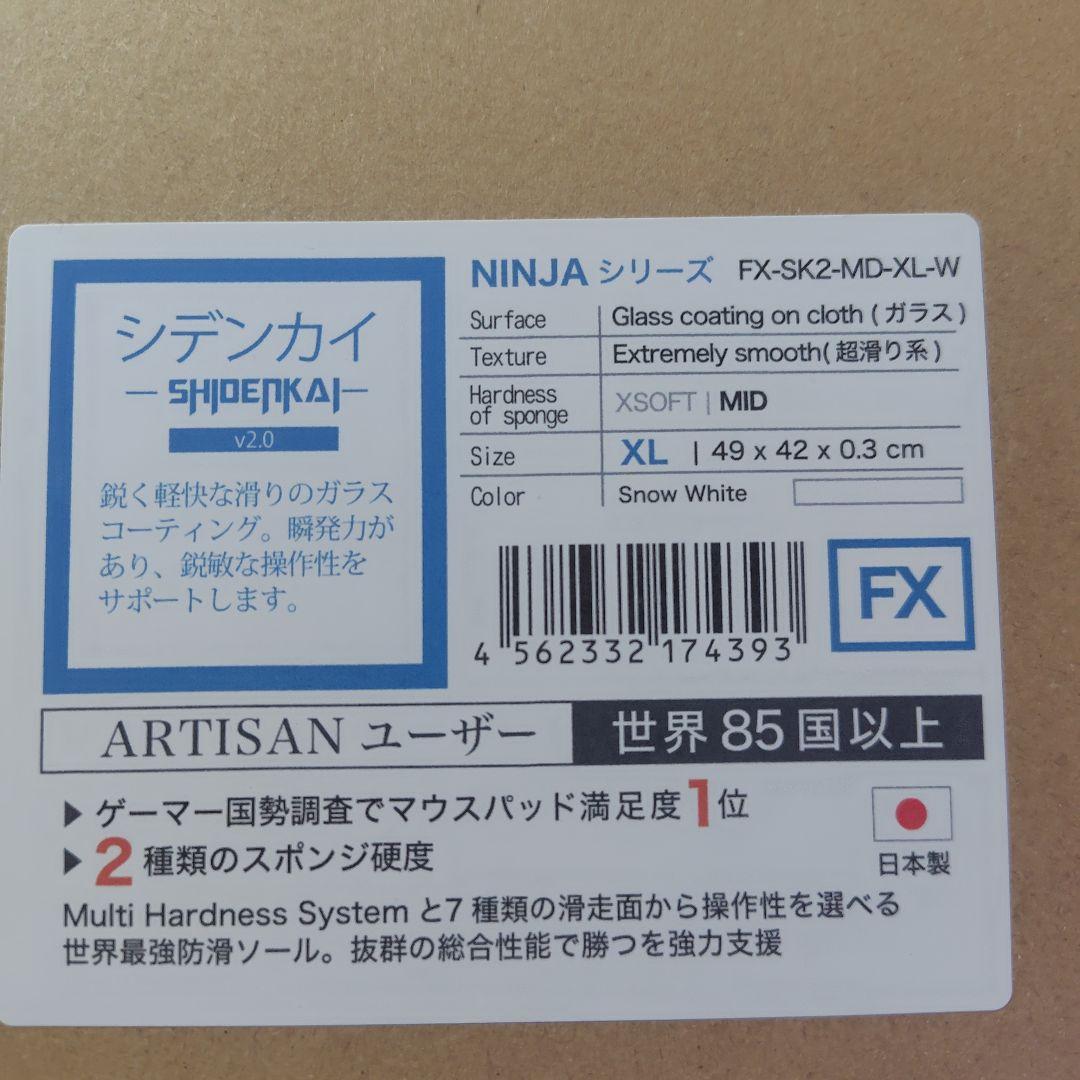 シデンカイ
SHIDENKAI
v2.0
鋭く軽快な滑りのガラス
コーティング。瞬発力が
あり、鋭敏な操作性を
サポートします。
NINJA シリーズ FX-SK2-MD-XL-W
Surface Glass coating on cloth ( ガラス )
Texture Extremely smooth( 超滑り系 )
Hardness
of sponge XSOFT | MID
Size XL | 49 x 42 x 0.3 cm
Color Snow White
4 562332 174393
FX
ARTISAN ユーザー 世界 85 国以上
▶ ゲーマー国勢調査でマウスパッド満足度 1 位
▶ 2 種類のスポンジ硬度
日本製
Multi Hardness System と7 種類の滑走面から操作性を選べる
世界最強防滑ソール。抜群の総合性能で勝つを強力支援